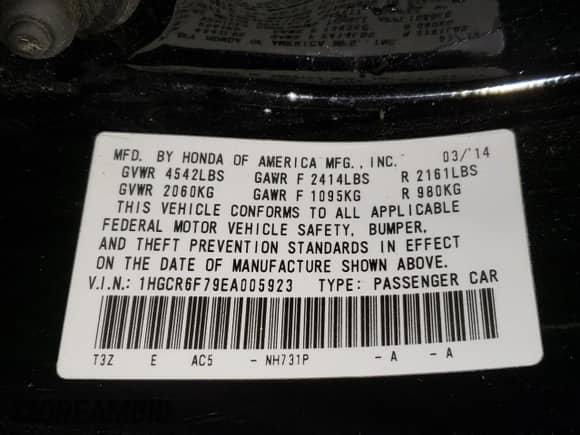 MFD. BY HONDA OF AMERICA MFG., INC. 03/14
GVWR 4542LBS GAWR F 2414LBS R 2161LBS
GVWR 2060KG GAWR F 1095KG R 980KG
THIS VEHICLE CONFORMS TO ALL APPLICABLE
FEDERAL MOTOR VEHICLE SAFETY, BUMPER,
AND THEFT PREVENTION STANDARDS IN EFFECT
ON THE DATE OF MANUFACTURE SHOWN ABOVE.
V.I.N.: 1HGCR6F79EA005923 TYPE: PASSENGER CAR
T3Z E AC5 - NH731P - A - A